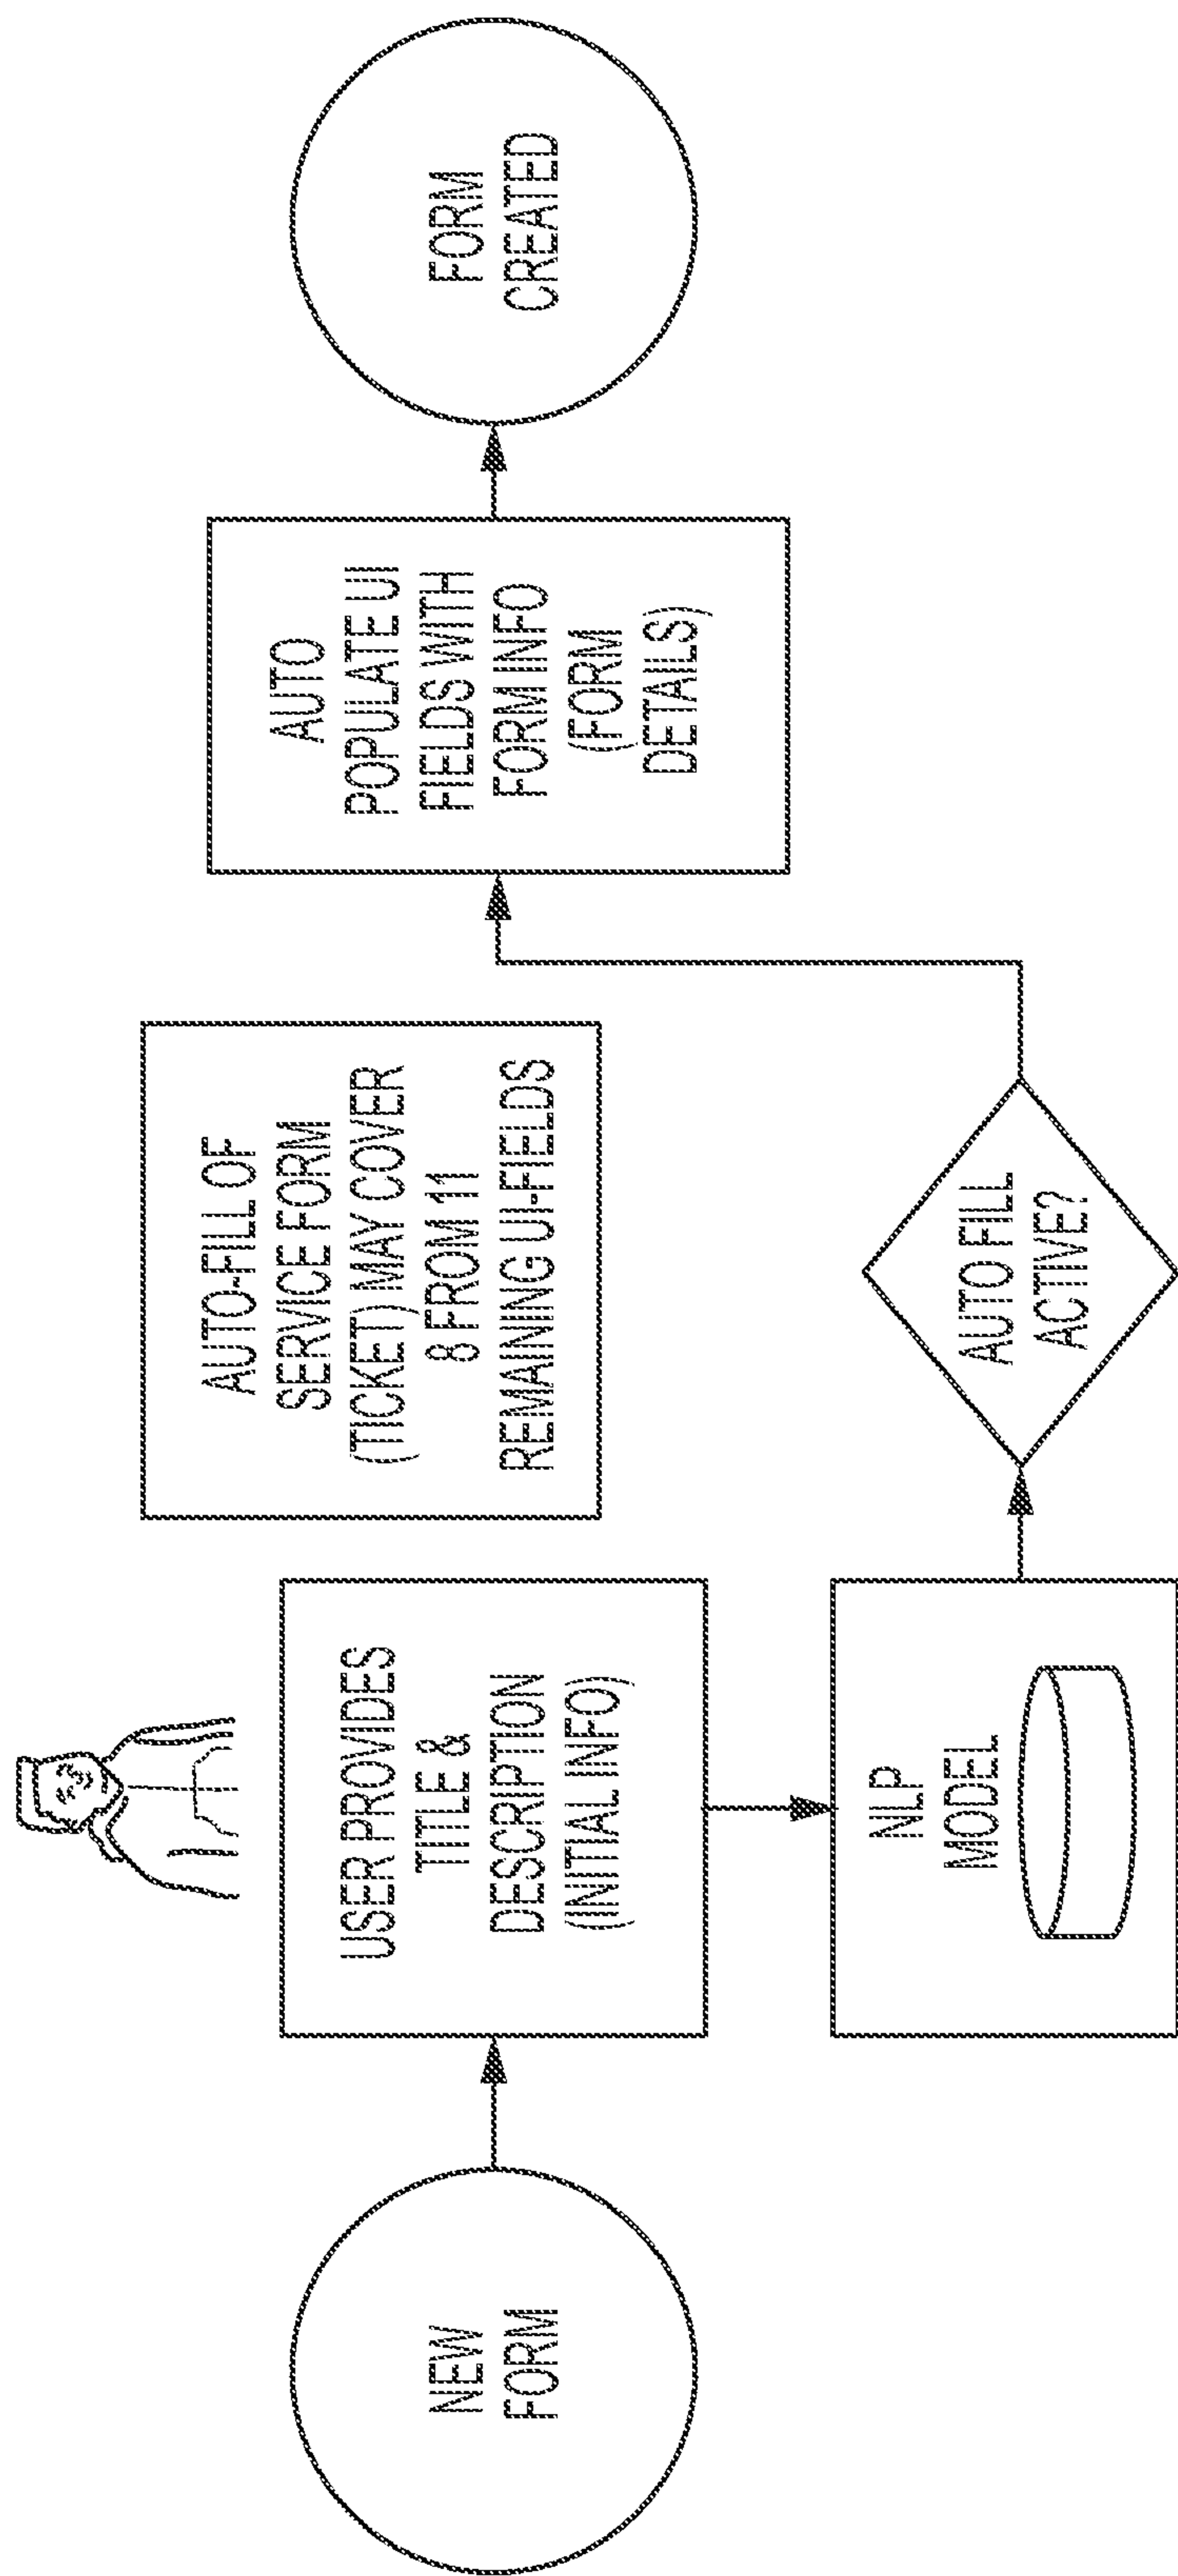 NEW
FORM
USER PROVIDES
TITLE &
DESCRIPTION
(INITIAL INFO)
NLP
MODEL
AUTO-FILL OF
SERVICE FORM
(TICKET) MAY COVER
8 FROM 11
REMAINING UI-FIELDS
AUTO FILL
ACTIVE?
AUTO
POPULATE UI
FIELDS WITH
FORM INFO
(FORM
DETAILS)
FORM
CREATED